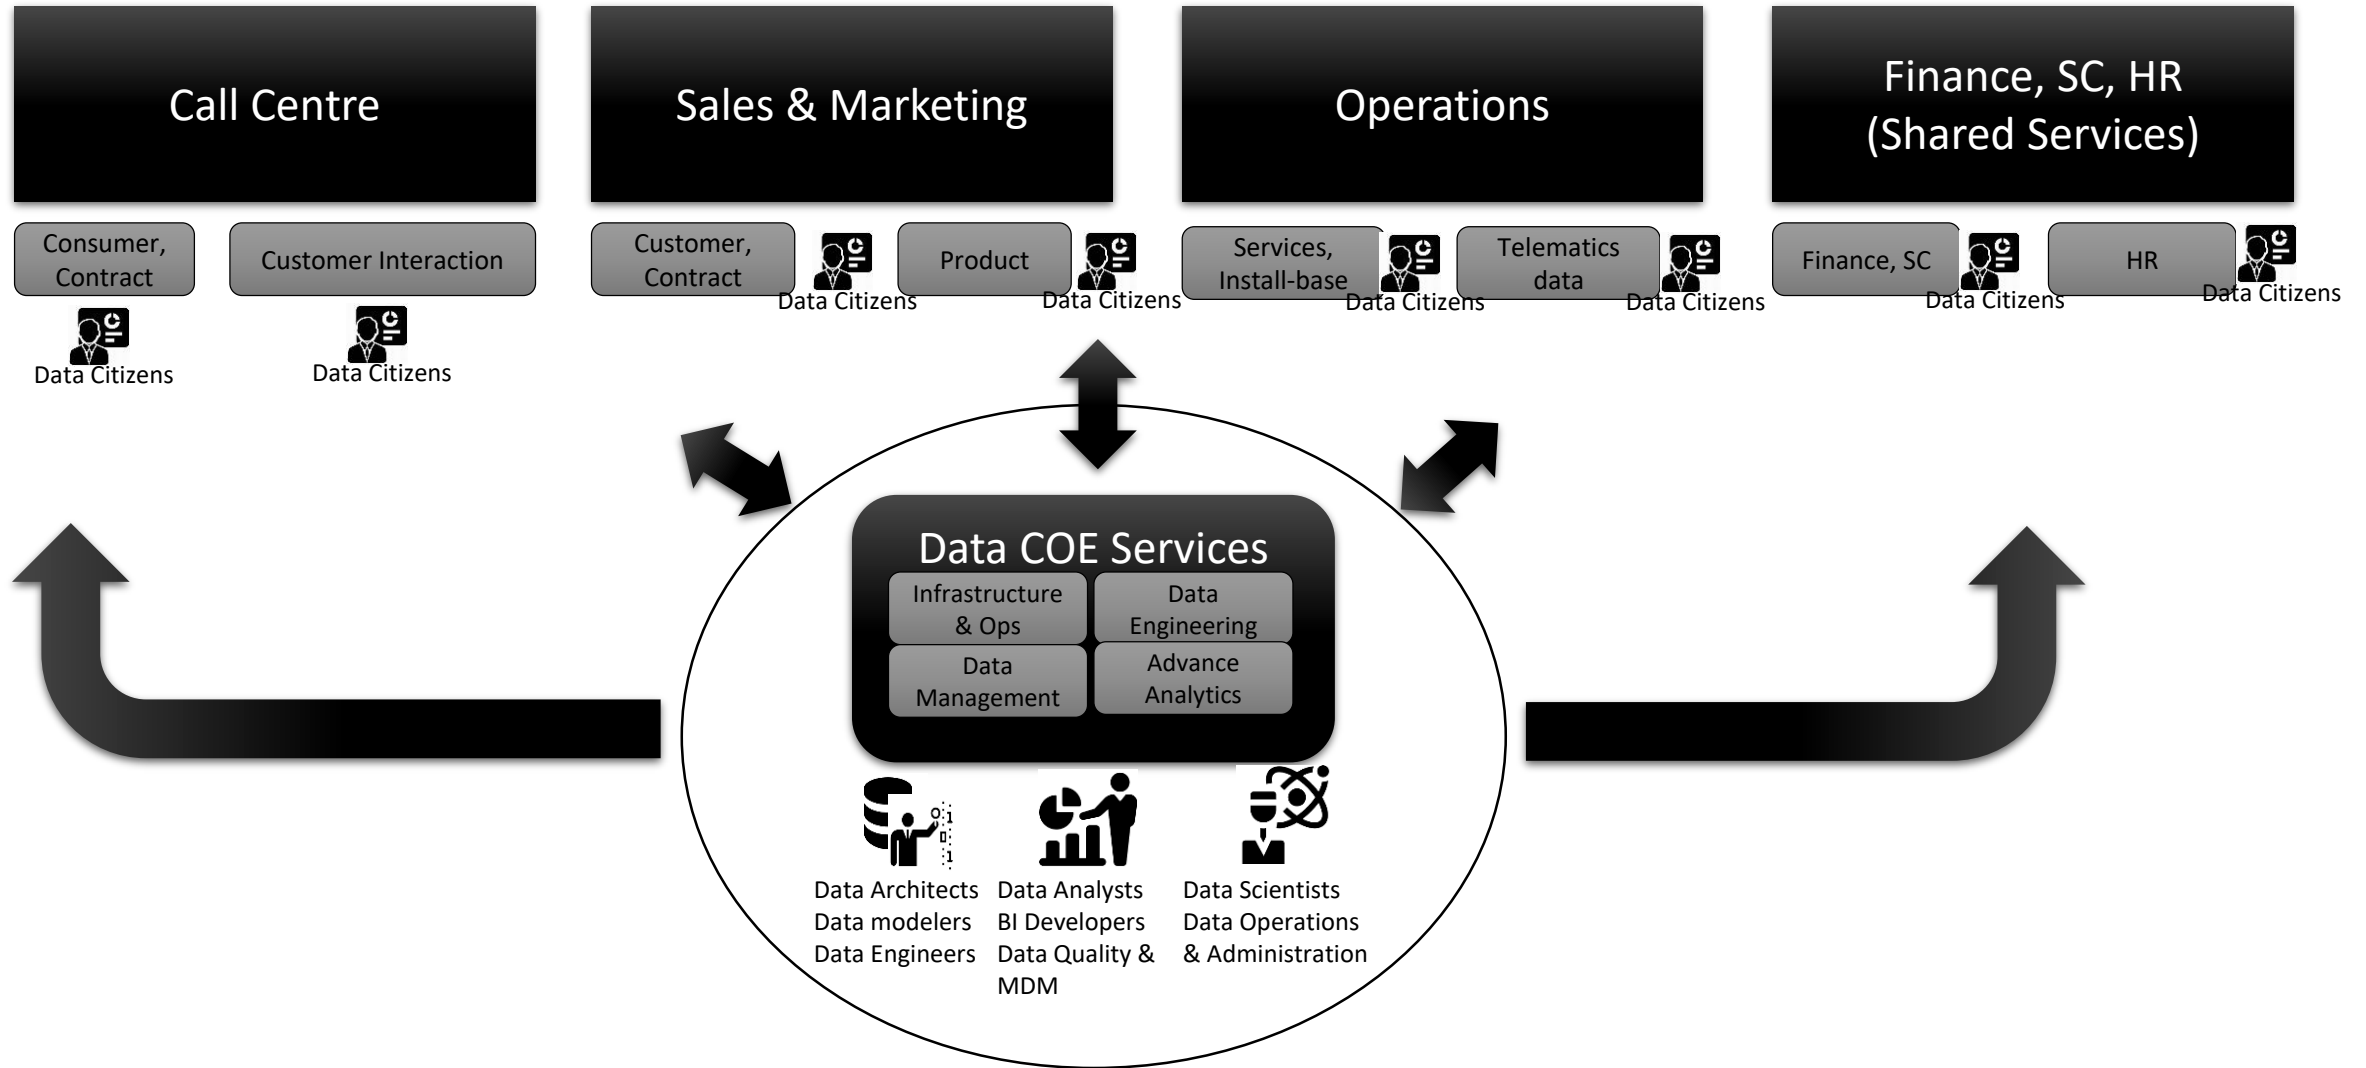 Call Centre
Sales & Marketing
Operations
Finance, SC, HR
(Shared Services)
Consumer,
Contract
Customer Interaction
Customer,
Contract
Product
Services,
Install-base
Telematics
data
Finance, SC
HR
Data Citizens
Data Citizens
Data Citizens
Data Citizens
Data Citizens
Data Citizens
Data Citizens
Data Citizens
Data COE Services
Infrastructure
& Ops
Data
Engineering
Data
Management
Advance
Analytics
Data Architects
Data modelers
Data Engineers
Data Analysts
BI Developers
Data Quality &
MDM
Data Scientists
Data Operations
& Administration